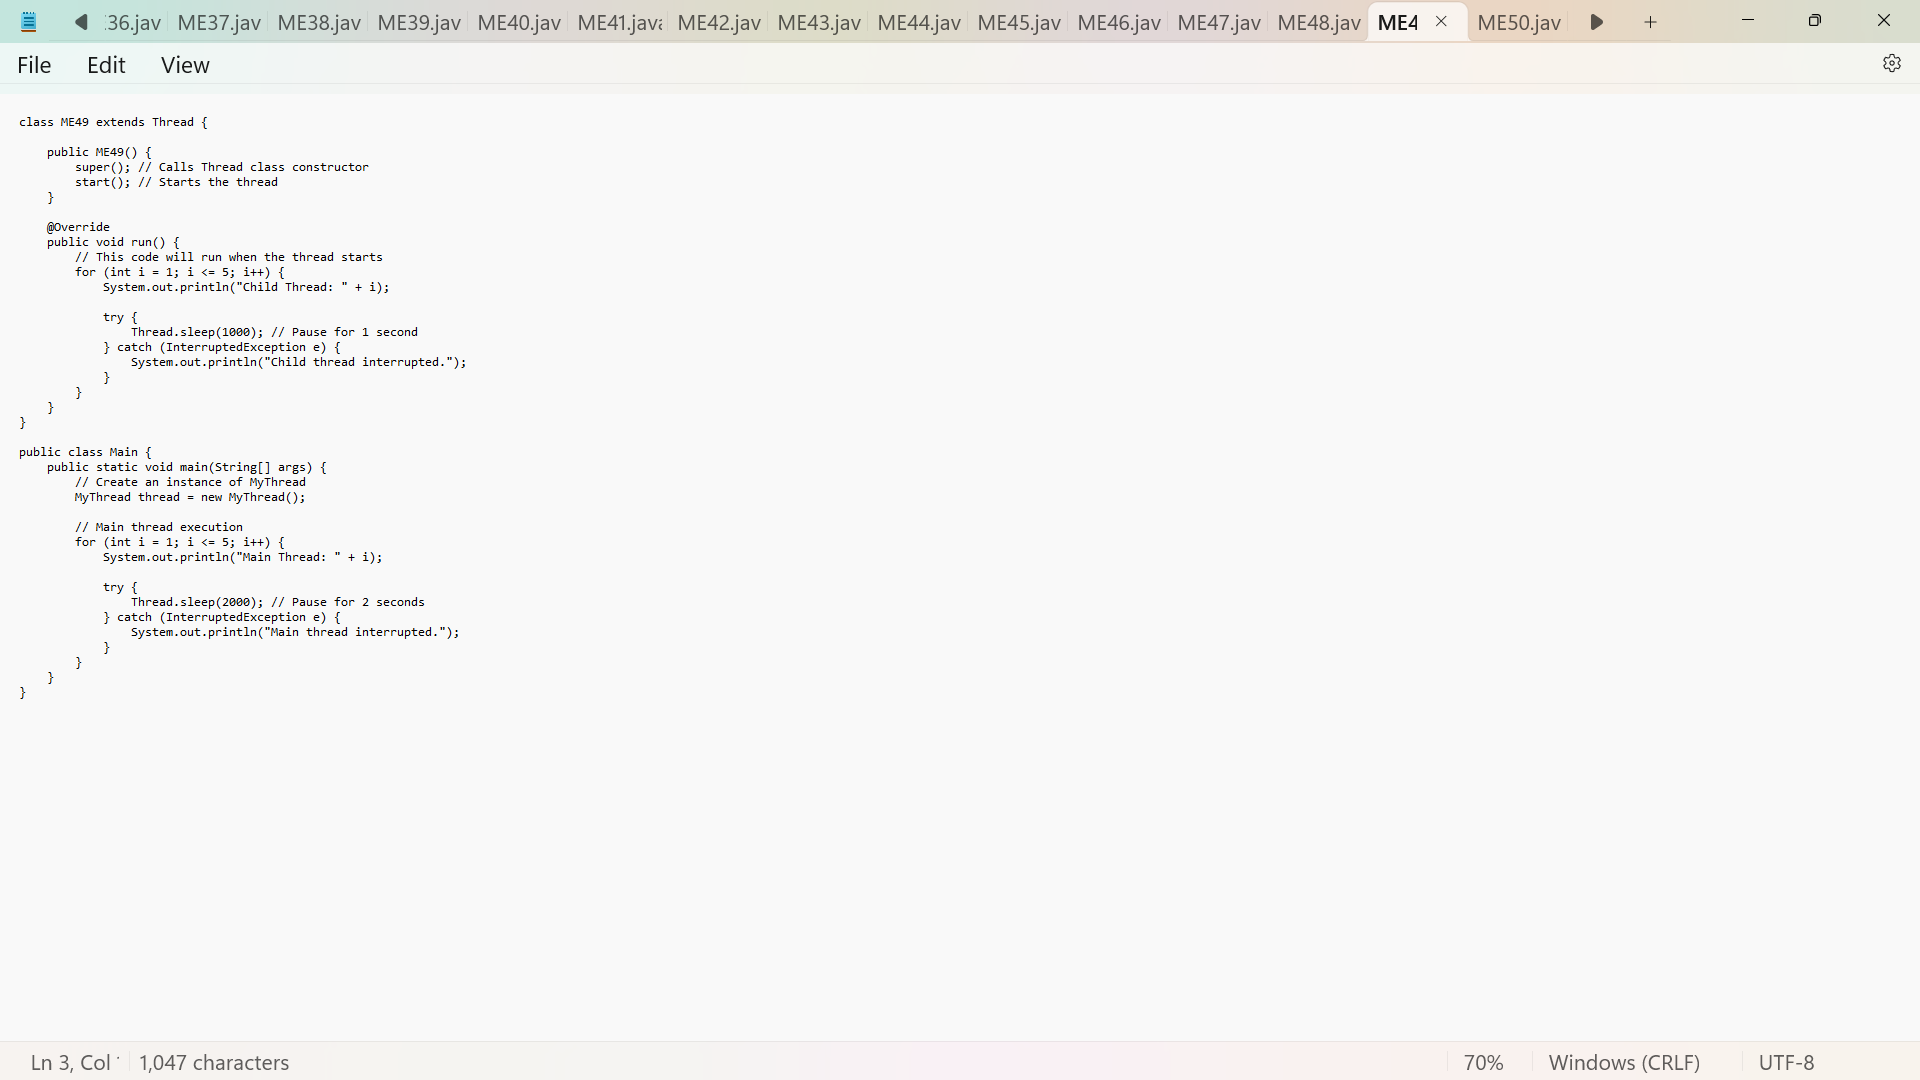 36.jav ME37.jav ME38.jav ME39.jav ME40.jav ME41.java ME42.jav ME43.jav ME44.jav ME45.jav ME46.jav ME47.jav ME48.jav ME4 ME50.jav
File Edit View
class ME49 extends Thread {
    public ME49() {
        super(); // Calls Thread class constructor
        start(); // Starts the thread
    }
    @Override
    public void run() {
        // This code will run when the thread starts
        for (int i = 1; i <= 5; i++) {
            System.out.println("Child Thread: " + i);
            try {
                Thread.sleep(1000); // Pause for 1 second
            } catch (InterruptedException e) {
                System.out.println("Child thread interrupted.");
            }
        }
    }
}
public class Main {
    public static void main(String[] args) {
        // Create an instance of MyThread
        MyThread thread = new MyThread();
        // Main thread execution
        for (int i = 1; i <= 5; i++) {
            System.out.println("Main Thread: " + i);
            try {
                Thread.sleep(2000); // Pause for 2 seconds
            } catch (InterruptedException e) {
                System.out.println("Main thread interrupted.");
            }
        }
    }
}
Ln 3, Col 1,047 characters 70% Windows (CRLF) UTF-8